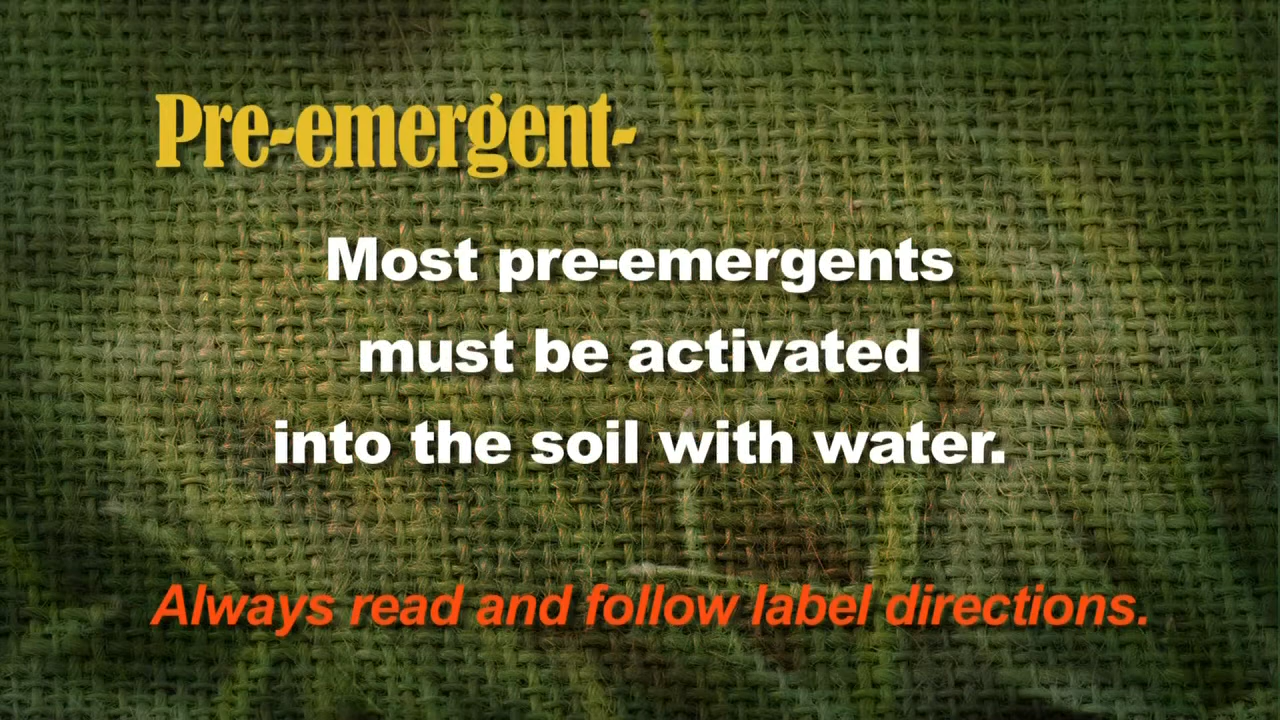 Pre-emergent-
Most pre-emergents
must be activated
into the soil with water.
Always read and follow label directions.